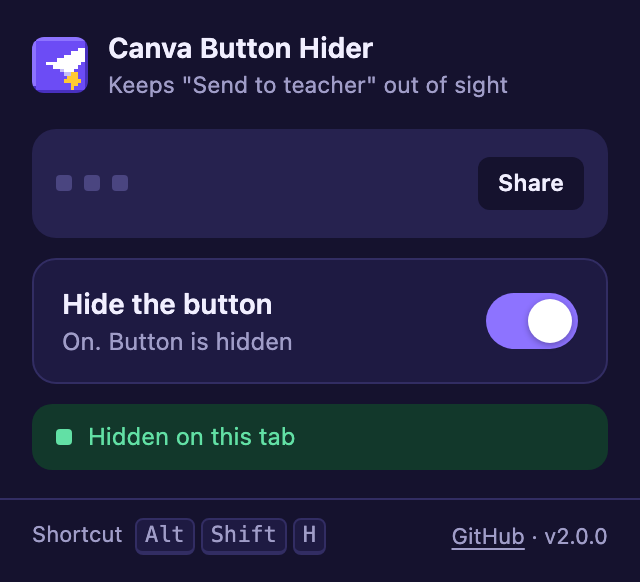 Canva Button Hider
Keeps "Send to teacher" out of sight
Share
Hide the button
On. Button is hidden
Hidden on this tab
Shortcut Alt Shift H
GitHub · v2.0.0